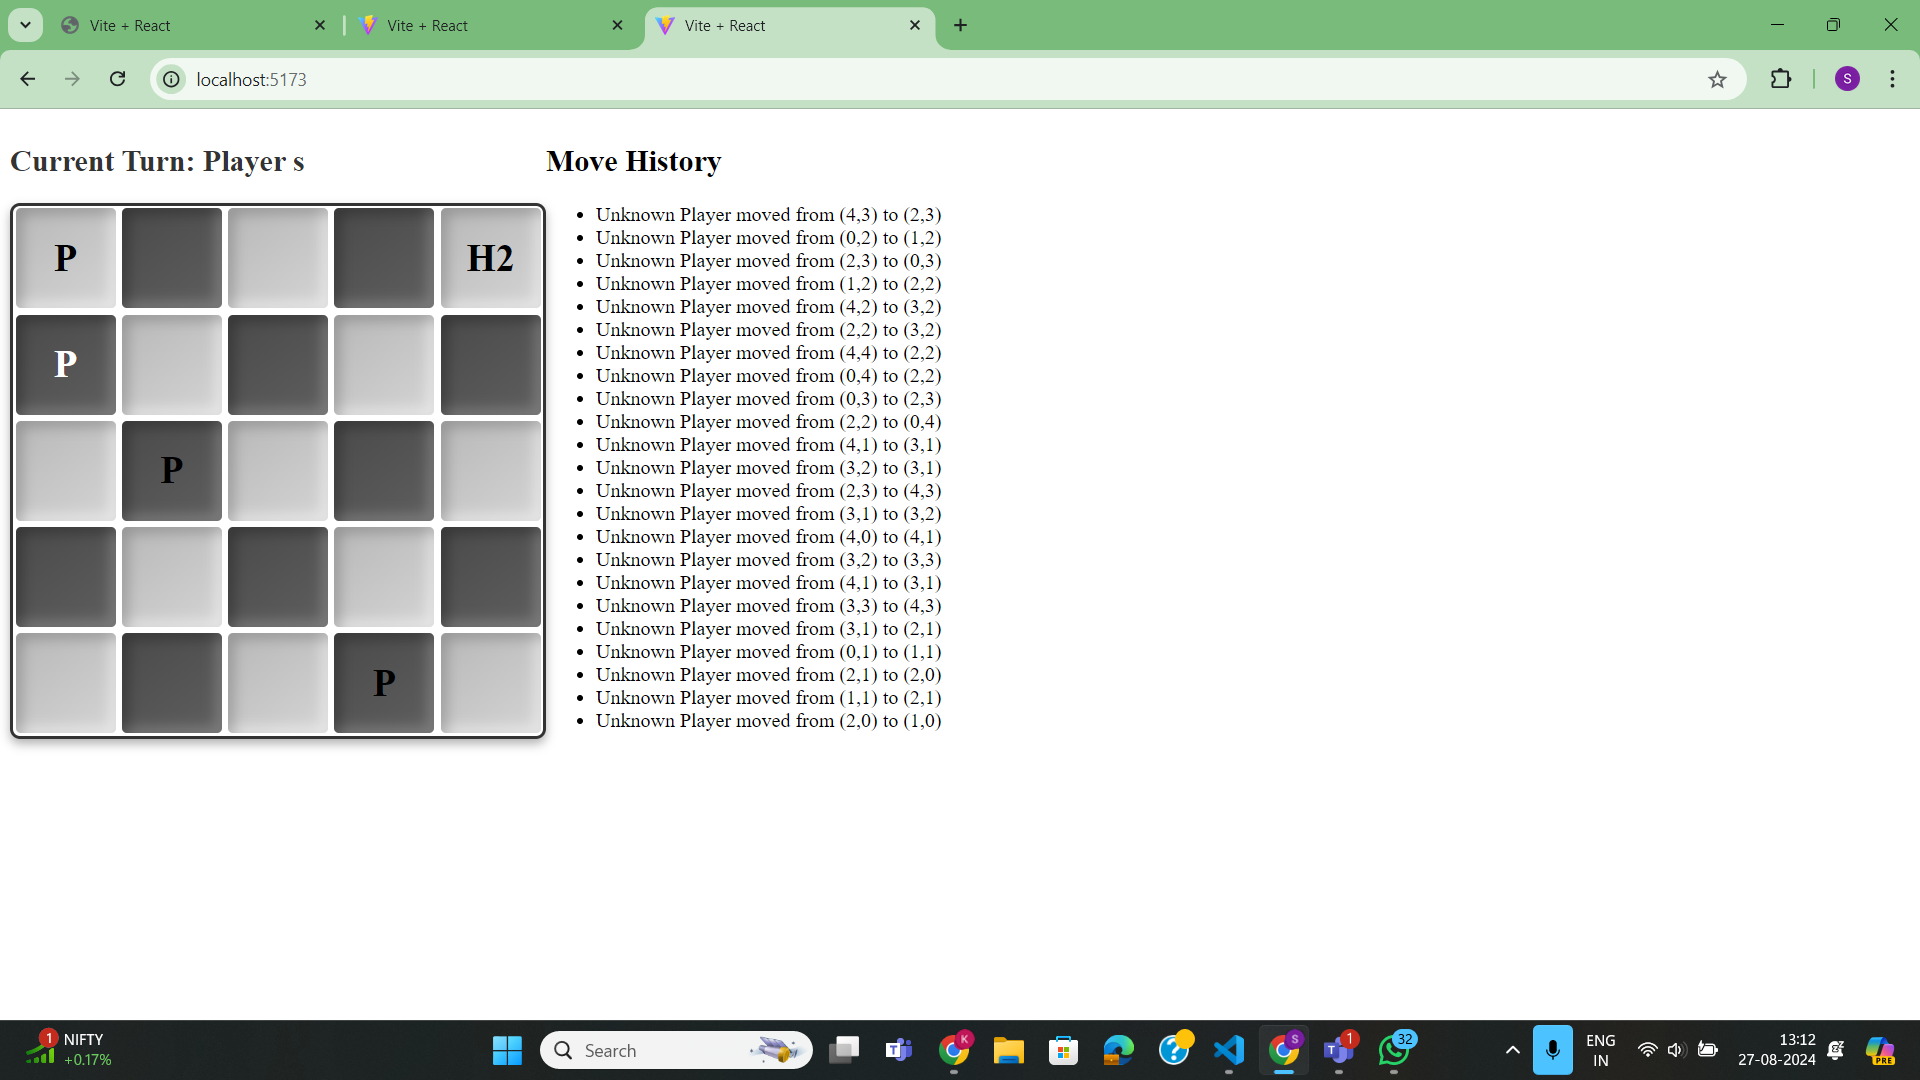 Vite + React
Vite + React
Vite + React
localhost:5173
S
Current Turn: Player s
P
H2
P
P
P
Move History
Unknown Player moved from (4,3) to (2,3)
Unknown Player moved from (0,2) to (1,2)
Unknown Player moved from (2,3) to (0,3)
Unknown Player moved from (1,2) to (2,2)
Unknown Player moved from (4,2) to (3,2)
Unknown Player moved from (2,2) to (3,2)
Unknown Player moved from (4,4) to (2,2)
Unknown Player moved from (0,4) to (2,2)
Unknown Player moved from (0,3) to (2,3)
Unknown Player moved from (2,2) to (0,4)
Unknown Player moved from (4,1) to (3,1)
Unknown Player moved from (3,2) to (3,1)
Unknown Player moved from (2,3) to (4,3)
Unknown Player moved from (3,1) to (3,2)
Unknown Player moved from (4,0) to (4,1)
Unknown Player moved from (3,2) to (3,3)
Unknown Player moved from (4,1) to (3,1)
Unknown Player moved from (3,3) to (4,3)
Unknown Player moved from (3,1) to (2,1)
Unknown Player moved from (0,1) to (1,1)
Unknown Player moved from (2,1) to (2,0)
Unknown Player moved from (1,1) to (2,1)
Unknown Player moved from (2,0) to (1,0)
1
NIFTY
+0.17%
Search
K
S
1
32
ENG
IN
13:12
27-08-2024
PRE